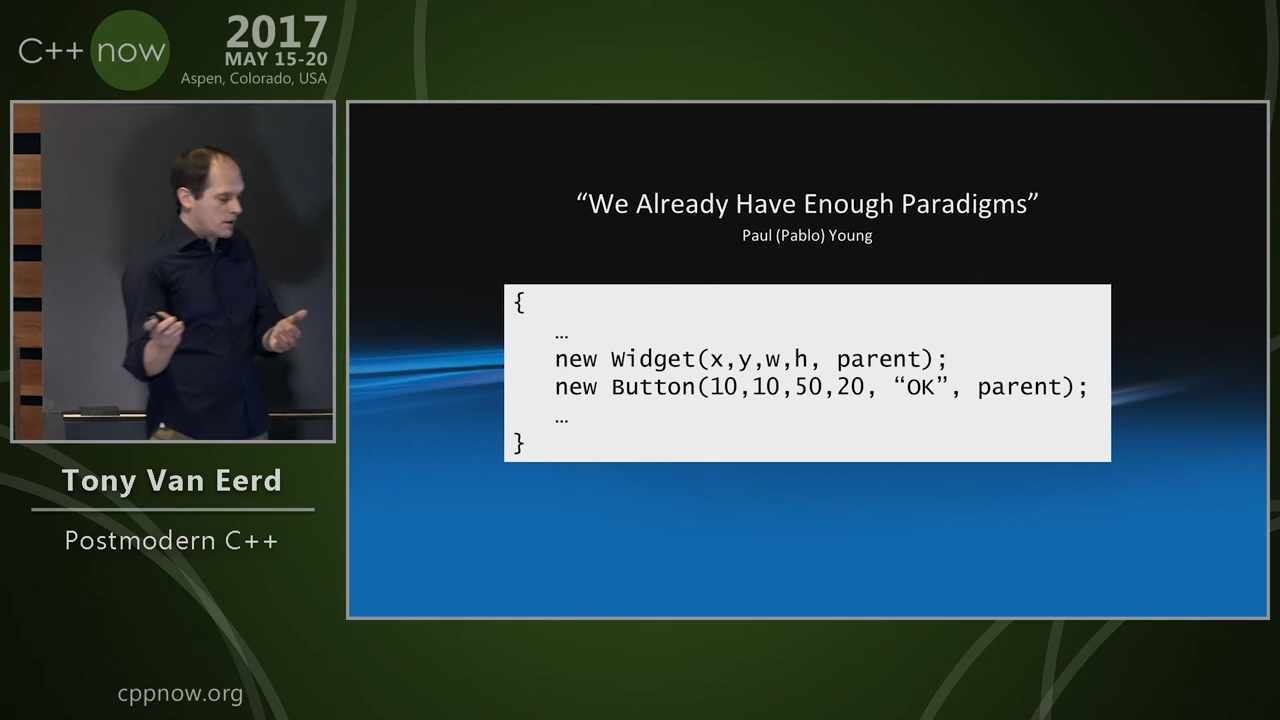 C++ now
2017
MAY 15-20
Aspen, Colorado, USA
“We Already Have Enough Paradigms”
Paul (Pablo) Young
{
…
new Widget(x,y,w,h, parent);
new Button(10,10,50,20, “OK”, parent);
…
}
Tony Van Eerd
Postmodern C++
cppnow.org